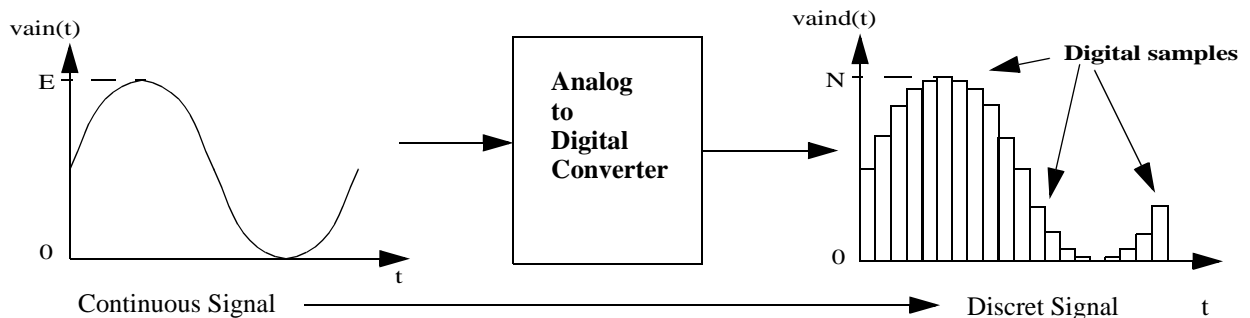 vain(t)
E
0
t
Continuous Signal
Analog
to
Digital
Converter
vaind(t)
N
0
Digital samples
Discret Signal
t